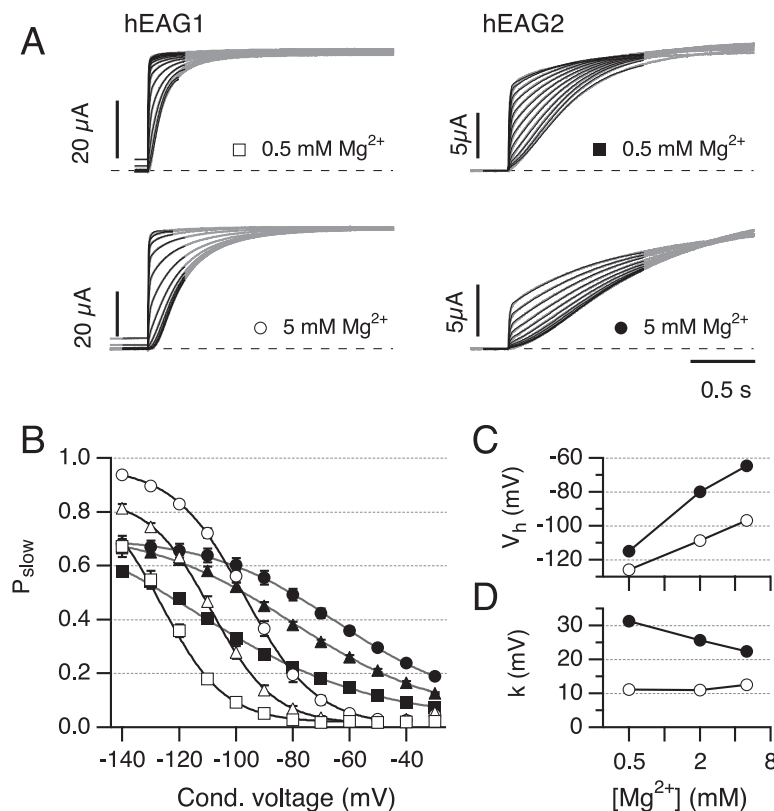 A
hEAG1
hEAG2
20 µA
0.5 mM Mg²⁺
5µA
0.5 mM Mg²⁺
20 µA
5 mM Mg²⁺
5µA
5 mM Mg²⁺
0.5 s
B
P_slow
1.0
0.8
0.6
0.4
0.2
0.0
-140 -120 -100 -80 -60 -40
Cond. voltage (mV)
C
V_h (mV)
-60
-80
-100
-120
D
k (mV)
30
20
10
0
0.5 2 8
[Mg²⁺] (mM)